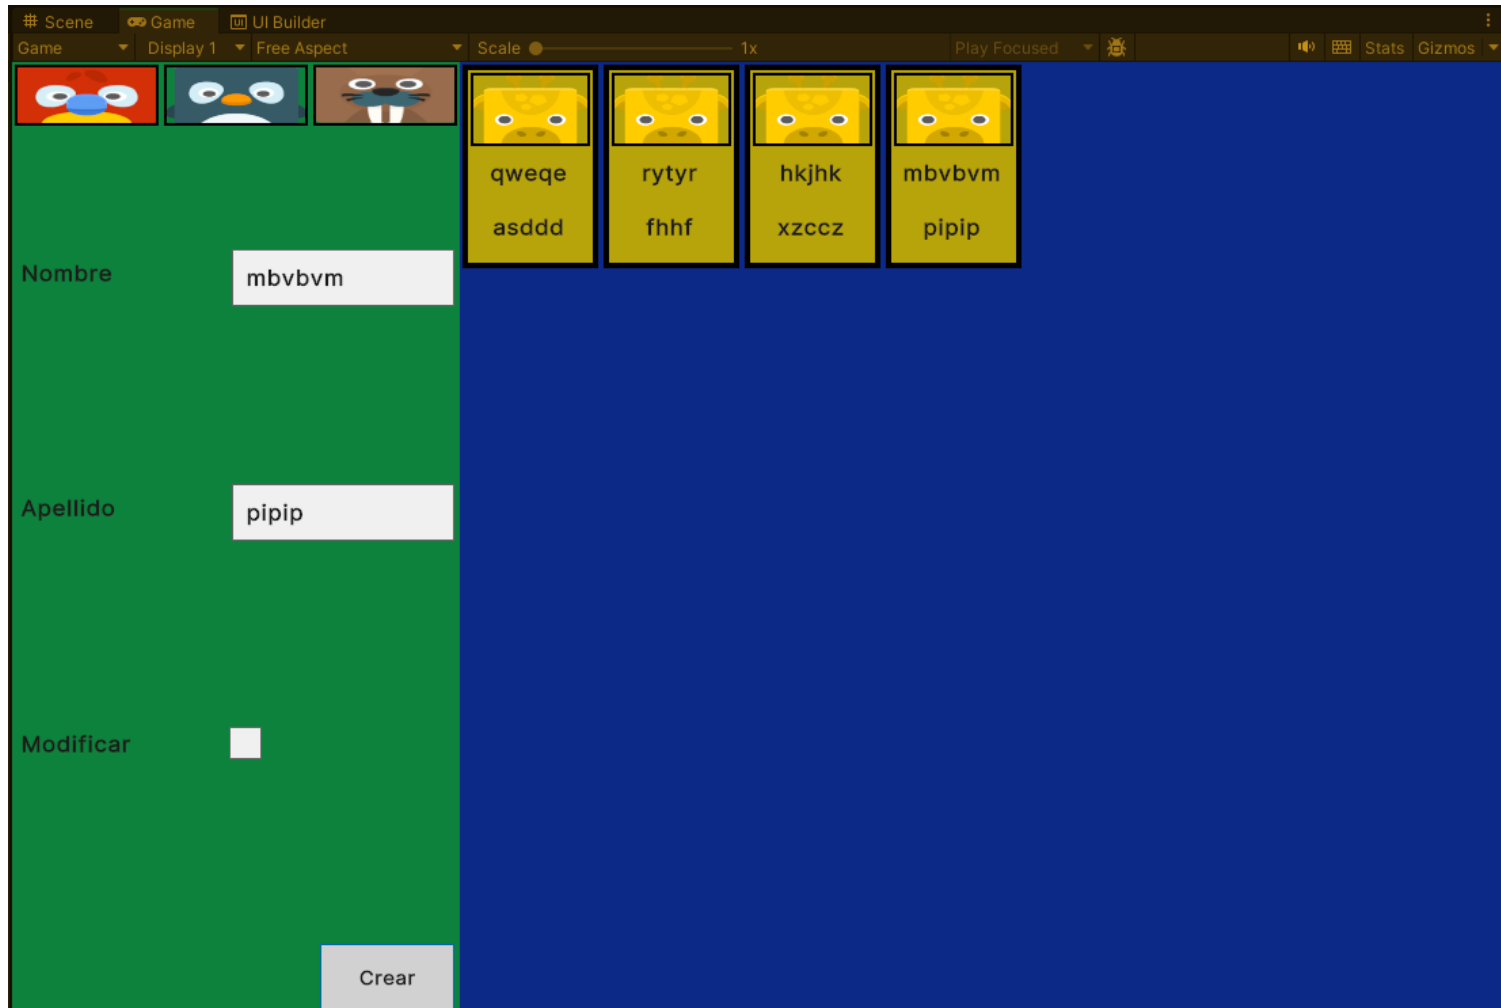 Scene Game UI Builder
Game Display 1 Free Aspect Scale 1x Play Focused Stats Gizmos
qweqe rytyr hkjhk mbvbvm
asddd fhhf xzccz pipip
Nombre mbvbvm
Apellido pipip
Modificar
Crear